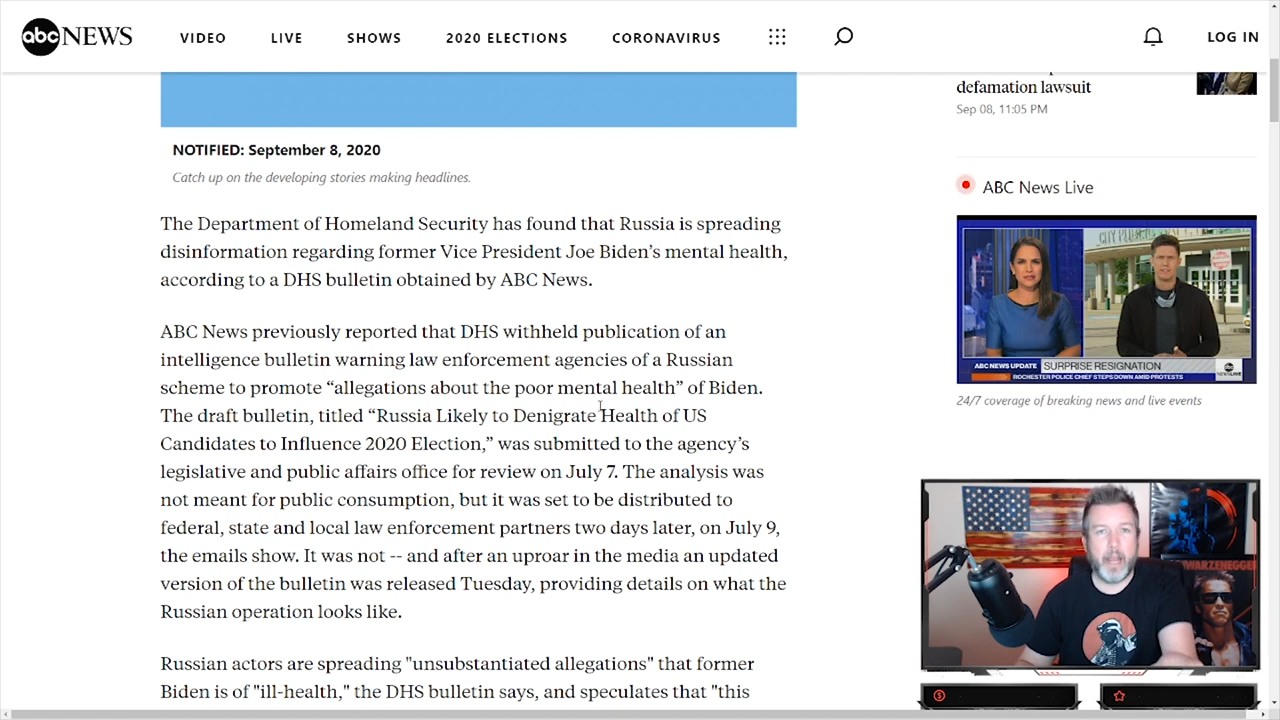 abc NEWS
VIDEO
LIVE
SHOWS
2020 ELECTIONS
CORONAVIRUS
LOG IN
defamation lawsuit
Sep 08, 11:05 PM
NOTIFIED: September 8, 2020
Catch up on the developing stories making headlines.
The Department of Homeland Security has found that Russia is spreading
disinformation regarding former Vice President Joe Biden’s mental health,
according to a DHS bulletin obtained by ABC News.
ABC News previously reported that DHS withheld publication of an
intelligence bulletin warning law enforcement agencies of a Russian
scheme to promote “allegations about the poor mental health” of Biden.
The draft bulletin, titled “Russia Likely to Denigrate Health of US
Candidates to Influence 2020 Election,” was submitted to the agency’s
legislative and public affairs office for review on July 7. The analysis was
not meant for public consumption, but it was set to be distributed to
federal, state and local law enforcement partners two days later, on July 9,
the emails show. It was not -- and after an uproar in the media an updated
version of the bulletin was released Tuesday, providing details on what the
Russian operation looks like.
Russian actors are spreading "unsubstantiated allegations" that former
Biden is of "ill-health," the DHS bulletin says, and speculates that "this
ABC News Live
ABC NEWS UPDATE
SURPRISE RESIGNATION
ROCHESTER POLICE CHIEF STEPS DOWN AMID PROTESTS
abc
24/7 coverage of breaking news and live events